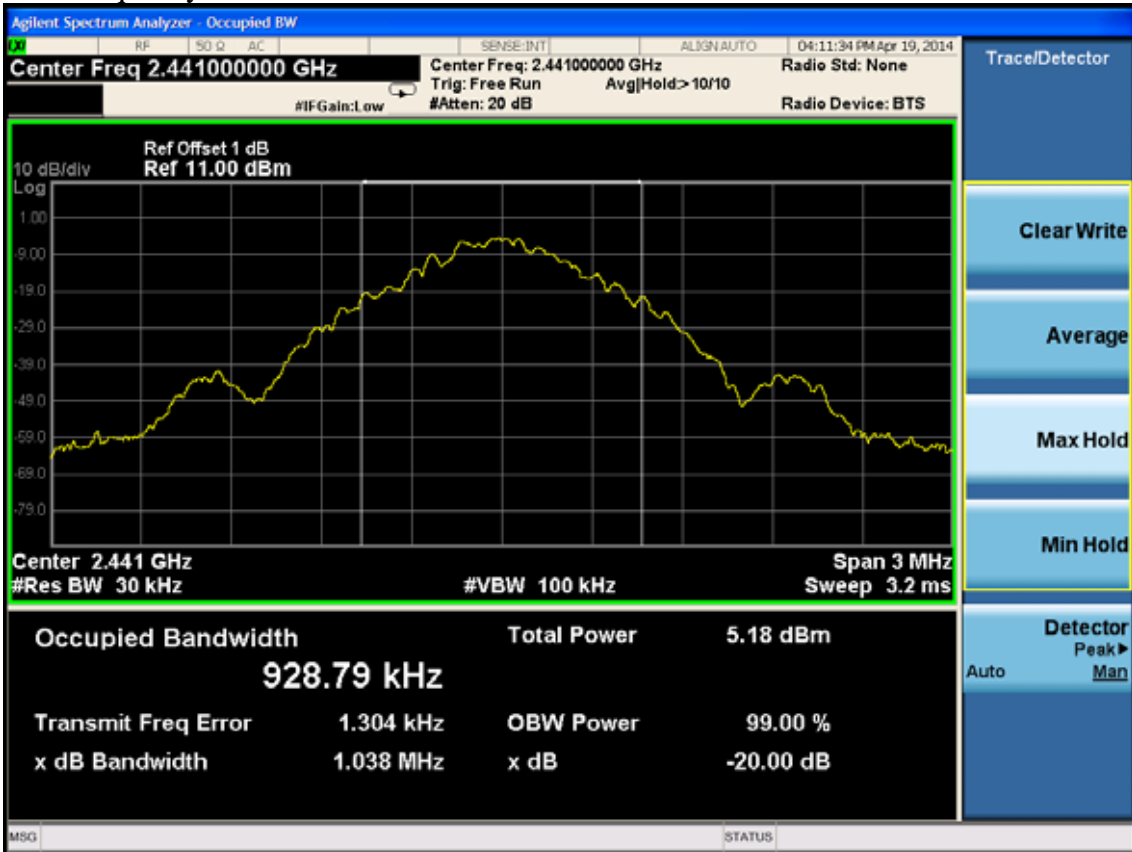 Agilent Spectrum Analyzer - Occupied BW
LXI RF 50 Ω AC SENSE:INT ALIGN AUTO 04:11:34 PM Apr 19, 2014
Center Freq 2.441000000 GHz
Center Freq: 2.441000000 GHz
Radio Std: None
Trig: Free Run Avg|Hold:>10/10
#IFGain:Low
#Atten: 20 dB
Radio Device: BTS
Trace/Detector
Ref Offset 1 dB
10 dB/div Ref 11.00 dBm
Log
1.00
-9.00
-19.0
-29.0
-39.0
-49.0
-59.0
-69.0
-79.0
Center 2.441 GHz Span 3 MHz
#Res BW 30 kHz #VBW 100 kHz Sweep 3.2 ms
Occupied Bandwidth Total Power 5.18 dBm
928.79 kHz
Transmit Freq Error 1.304 kHz OBW Power 99.00 %
x dB Bandwidth 1.038 MHz x dB -20.00 dB
Clear Write
Average
Max Hold
Min Hold
Detector
Peak▶
Auto Man
MSG STATUS